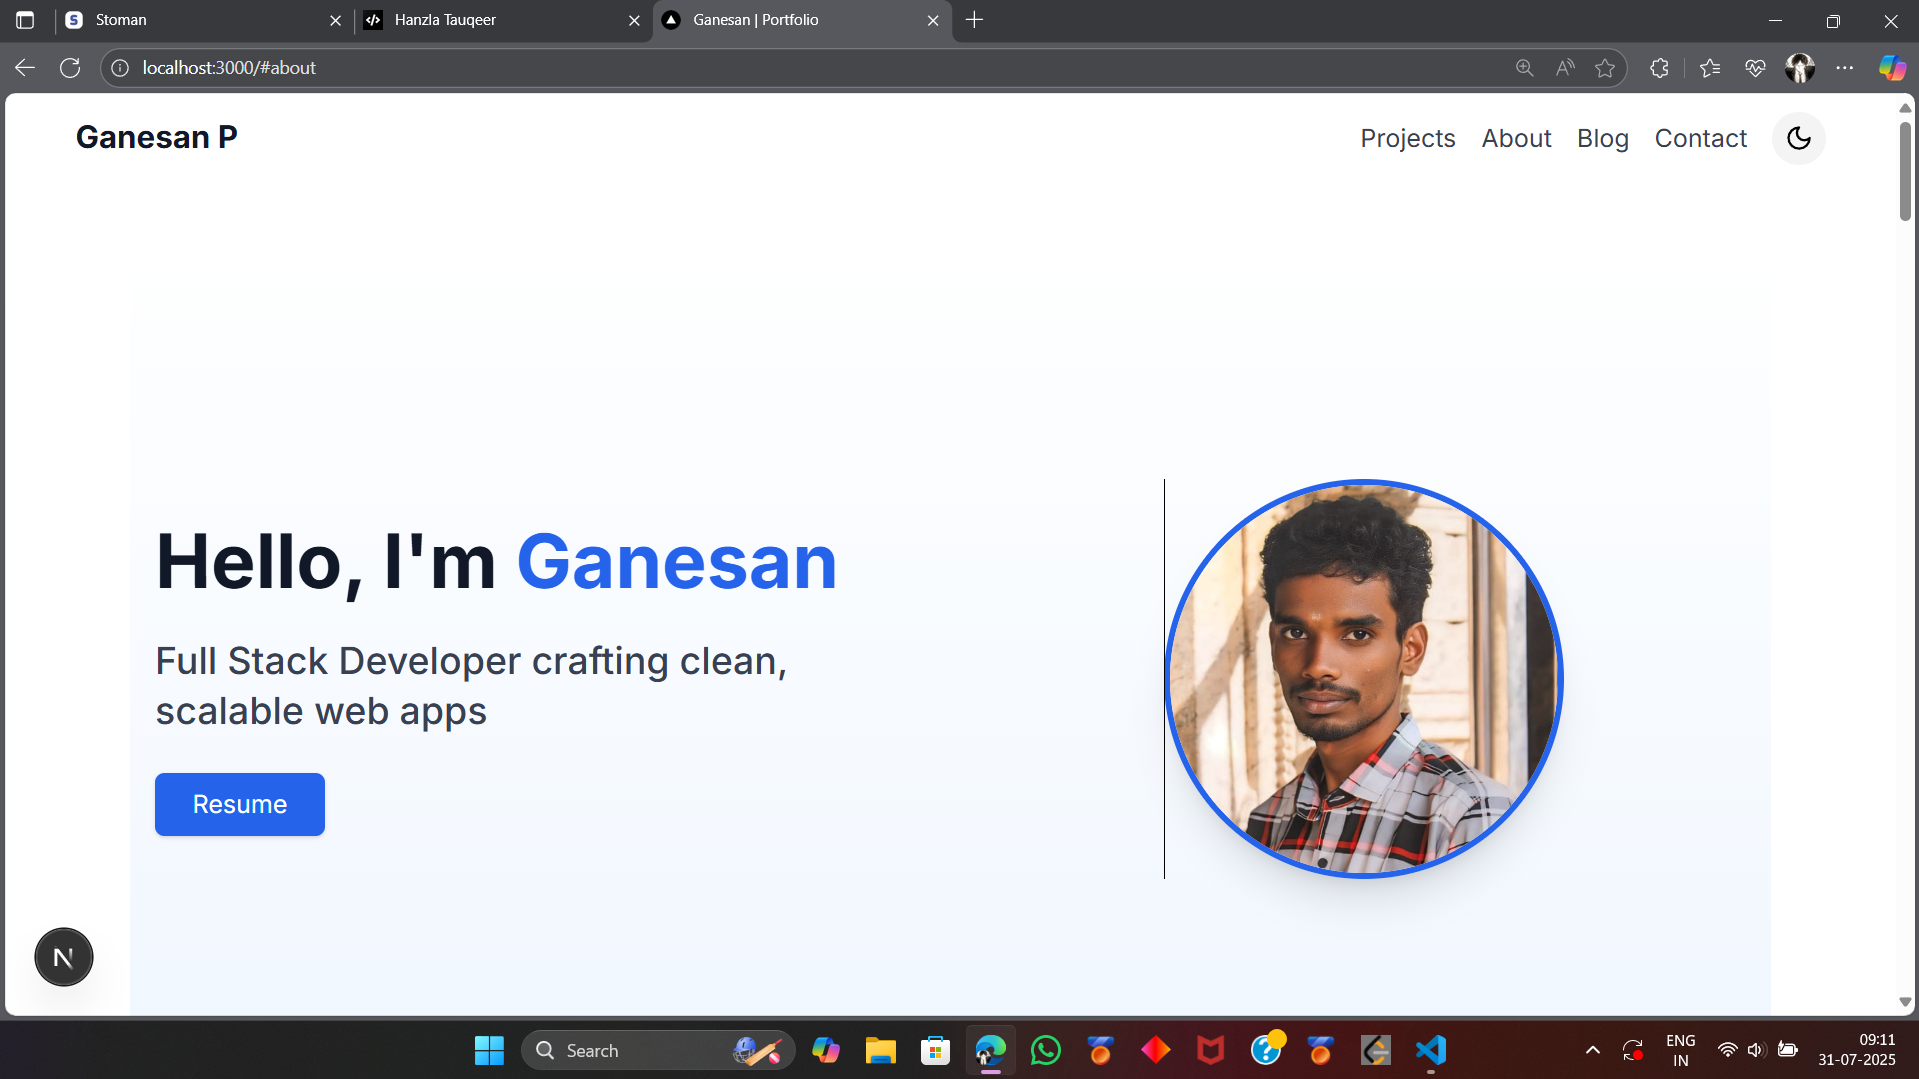 Stoman
Hanzla Tauqeer
Ganesan | Portfolio
localhost:3000/#about
Ganesan P
Projects
About
Blog
Contact
Hello, I'm Ganesan
Full Stack Developer crafting clean,
scalable web apps
Resume
N
Search
ENG
IN
09:11
31-07-2025